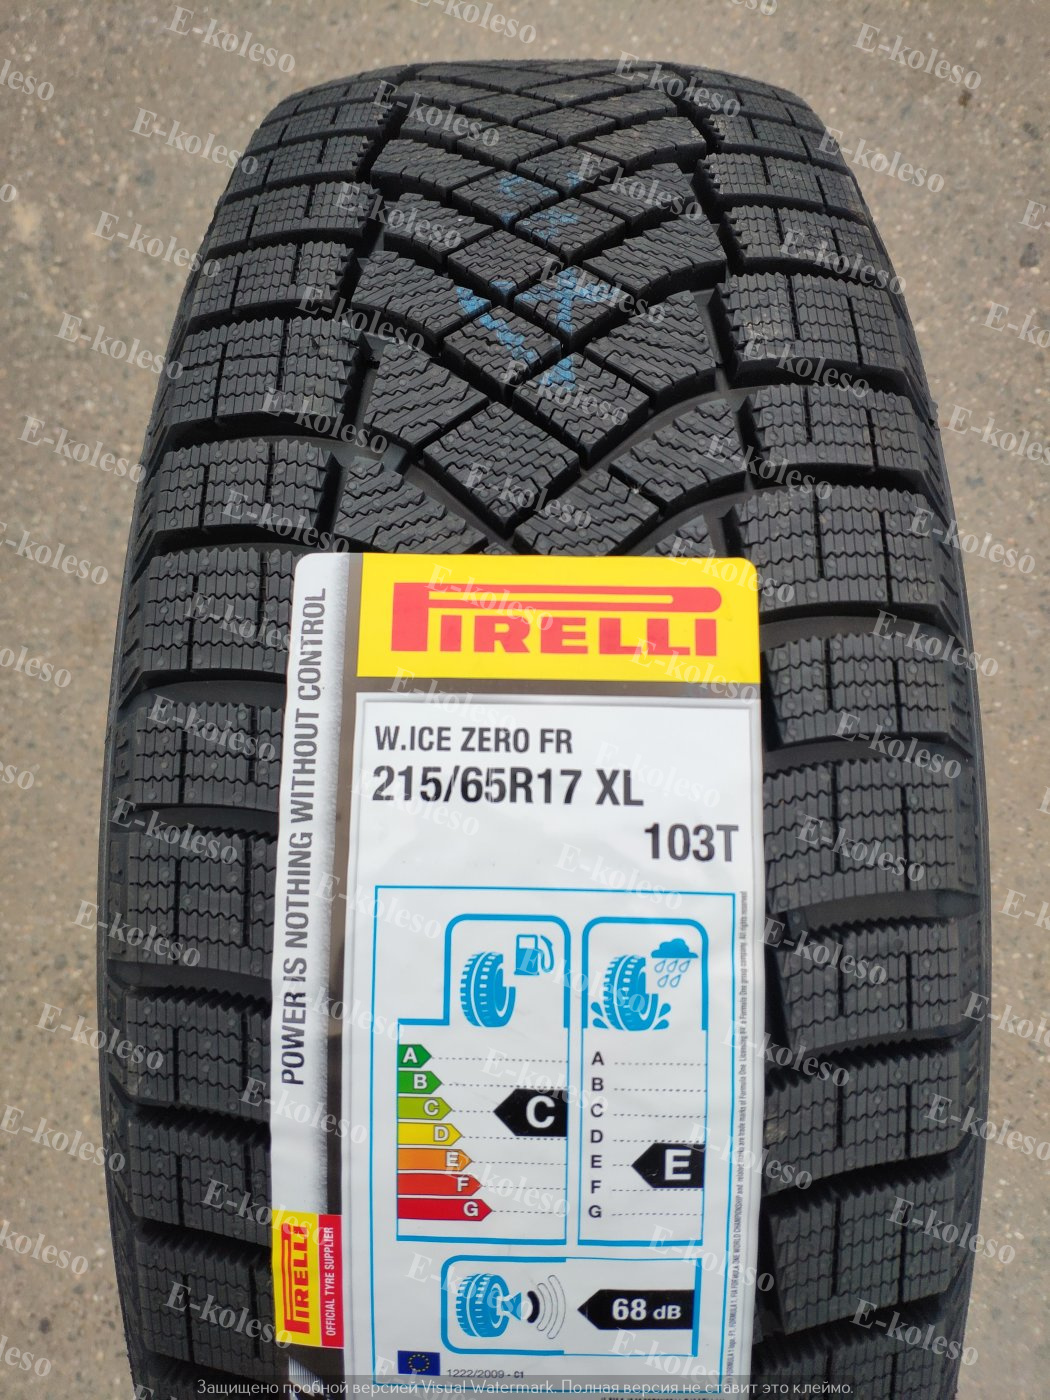 PIRELLI
W.ICE ZERO FR
215/65R17 XL
103T
POWER IS NOTHING WITHOUT CONTROL
A
B
C
D
E
F
G
C
A
B
C
D
E
F
G
E
68 dB
1222/2009 - C1
PIRELLI
OFFICIAL TYRE SUPPLIER
E-koleso
Защищено пробной версией Visual Watermark. Полная версия не ставит это клеймо.